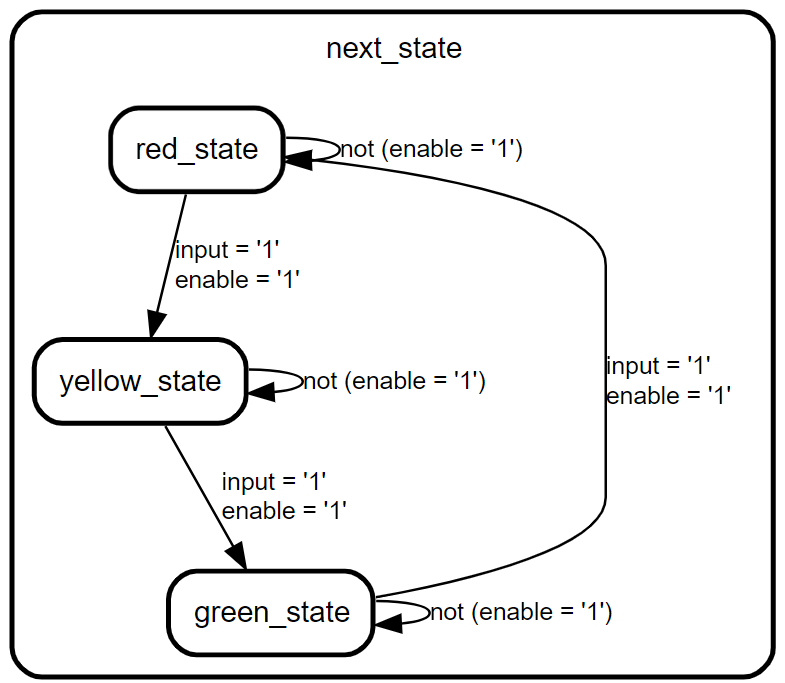 next_state
red_state
not (enable = '1')
input = '1'
enable = '1'
input = '1'
enable = '1'
yellow_state
not (enable = '1')
input = '1'
enable = '1'
green_state
not (enable = '1')